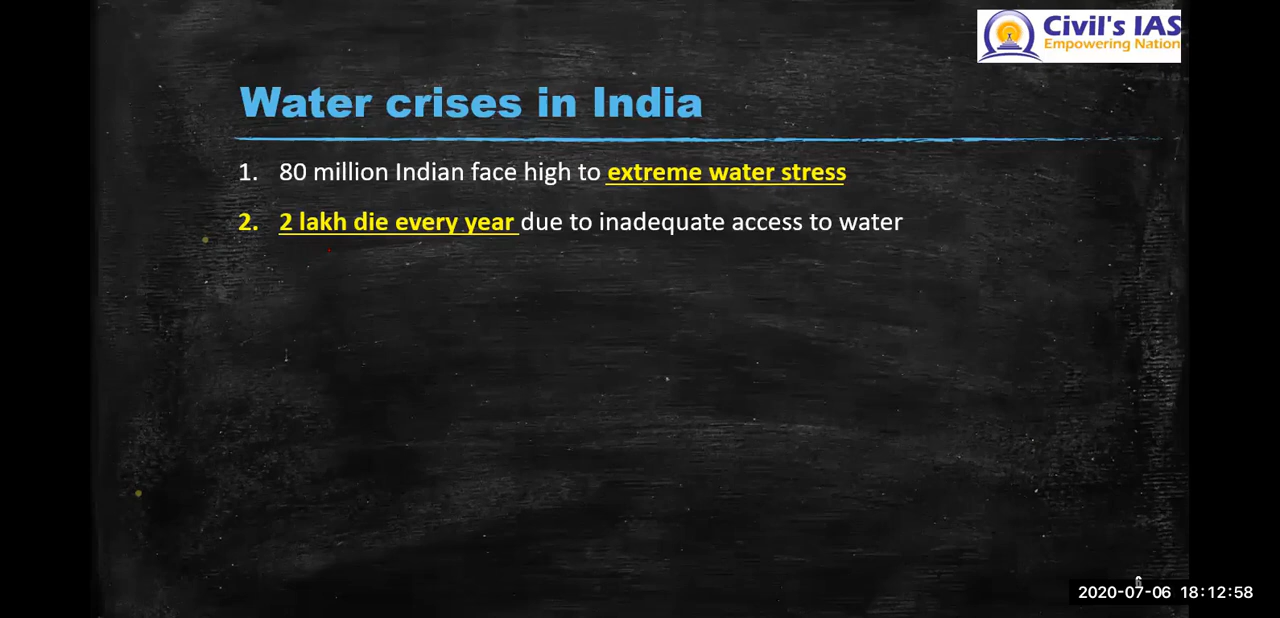 Civil's IAS
Empowering Nation
Water crises in India
1. 80 million Indian face high to extreme water stress
2. 2 lakh die every year due to inadequate access to water
6
2020-07-06 18:12:58